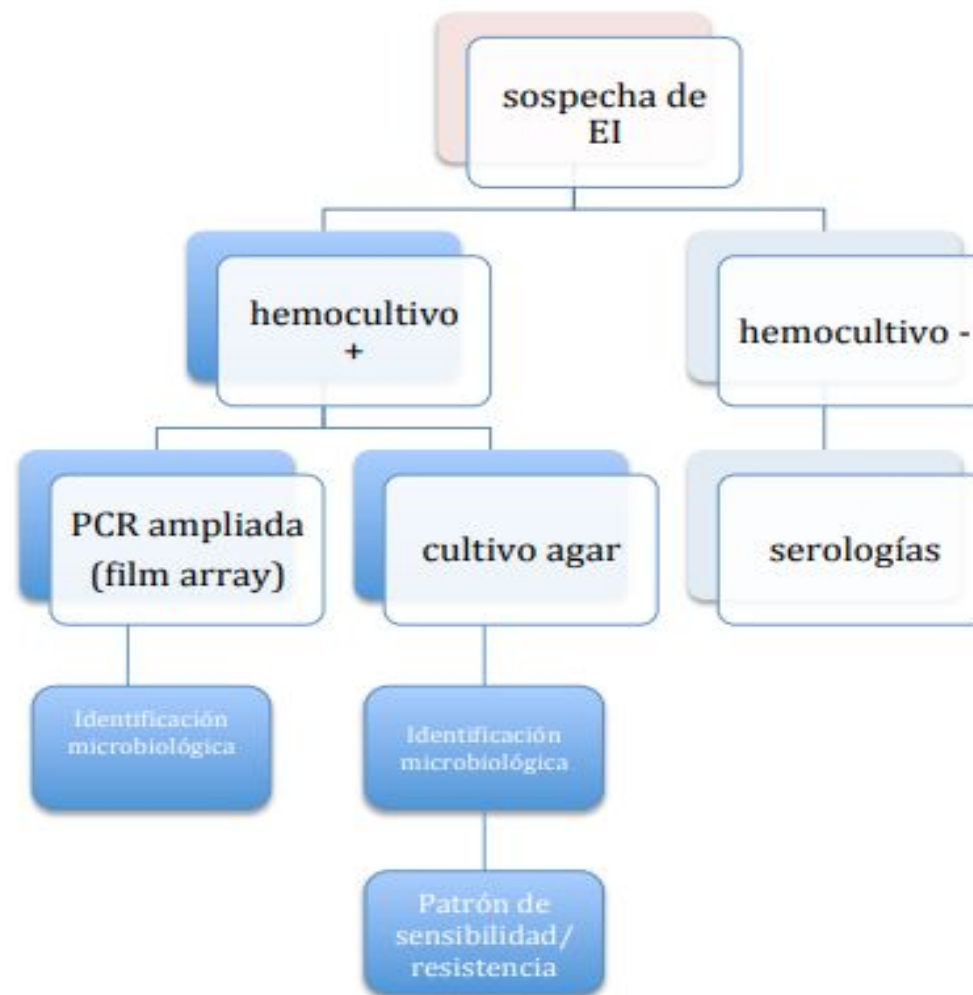 sospecha de
EI
hemocultivo
+
hemocultivo -
PCR ampliada
(film array)
cultivo agar
serologías
Identificación
microbiológica
Identificación
microbiológica
Patrón de
sensibilidad/
resistencia